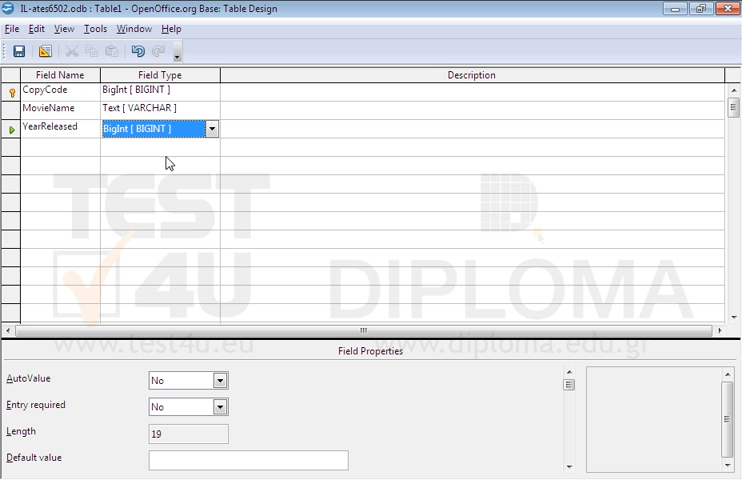 IL-ates6502.odb : Table1 - OpenOffice.org Base: Table Design
File Edit View Tools Window Help
Field Name Field Type Description
CopyCode BigInt [ BIGINT ]
MovieName Text [ VARCHAR ]
YearReleased BigInt [ BIGINT ]
TEST 4U
DIPLOMA
www.test4u.eu www.diploma.edu.gr
Field Properties
AutoValue No
Entry required No
Length 19
Default value